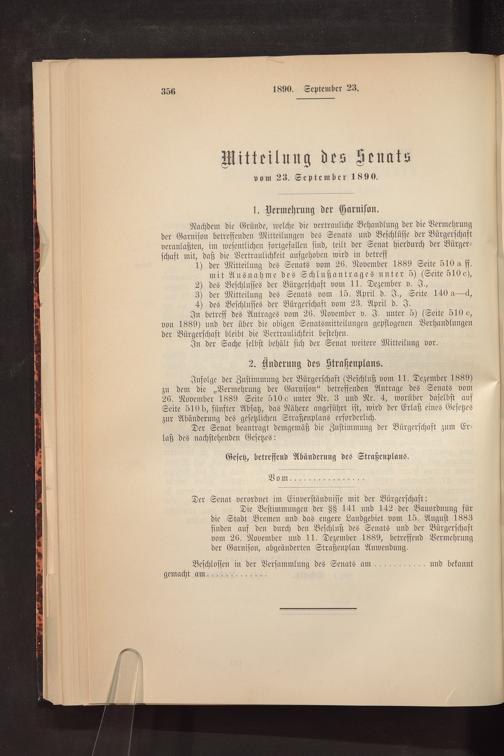 356
1890. September 23.
Mitteilung des Senats
vom 23. September 1890.
1. Vermehrung der Garnison.
Nachdem die Gründe, welche die vertrauliche Behandlung der die Vermehrung
der Garnison betreffenden Mitteilungen des Senats und Beschlüsse der Bürgerschaft
veranlaßten, im wesentlichen fortgefallen sind, teilt der Senat hierdurch der Bürger-
schaft mit, daß die Vertraulichkeit aufgehoben wird in betreff
1) der Mitteilung des Senats vom 26. November 1889 Seite 510 a ff.
mit Ausnahme des Schlußantrages unter 5) (Seite 510 c),
2) des Beschlusses der Bürgerschaft vom 11. Dezember v. J.,
3) der Mitteilung des Senats vom 15. April d. J., Seite 140 a—d,
4) des Beschlusses der Bürgerschaft vom 23. April d. J.
In betreff des Antrages vom 26. November v. J. unter 5) (Seite 510 c,
von 1889) und der über die obigen Senatsmitteilungen gepflogenen Verhandlungen
der Bürgerschaft bleibt die Vertraulichkeit bestehen.
In der Sache selbst behält sich der Senat weitere Mitteilung vor.
2. Änderung des Straßenplans.
Infolge der Zustimmung der Bürgerschaft (Beschluß vom 11. Dezember 1889)
zu dem die „Vermehrung der Garnison“ betreffenden Antrage des Senats vom
26. November 1889 Seite 510 c unter Nr. 3 und Nr. 4, worüber daselbst auf
Seite 510 b, fünfter Absatz, das Nähere angeführt ist, wird der Erlaß eines Gesetzes
zur Abänderung des gesetzlichen Straßenplans erforderlich.
Der Senat beantragt demgemäß die Zustimmung der Bürgerschaft zum Er-
laß des nachstehenden Gesetzes:
Gesetz, betreffend Abänderung des Straßenplans.
Vom................
Der Senat verordnet im Einverständnisse mit der Bürgerschaft:
Die Bestimmungen der §§ 141 und 142 der Bauordnung für
die Stadt Bremen und das engere Landgebiet vom 15. August 1883
finden auf den durch den Beschluß des Senats und der Bürgerschaft
vom 26. November und 11. Dezember 1889, betreffend Vermehrung
der Garnison, abgeänderten Straßenplan Anwendung.
Beschlossen in der Versammlung des Senats am ........... und bekannt
gemacht am.............